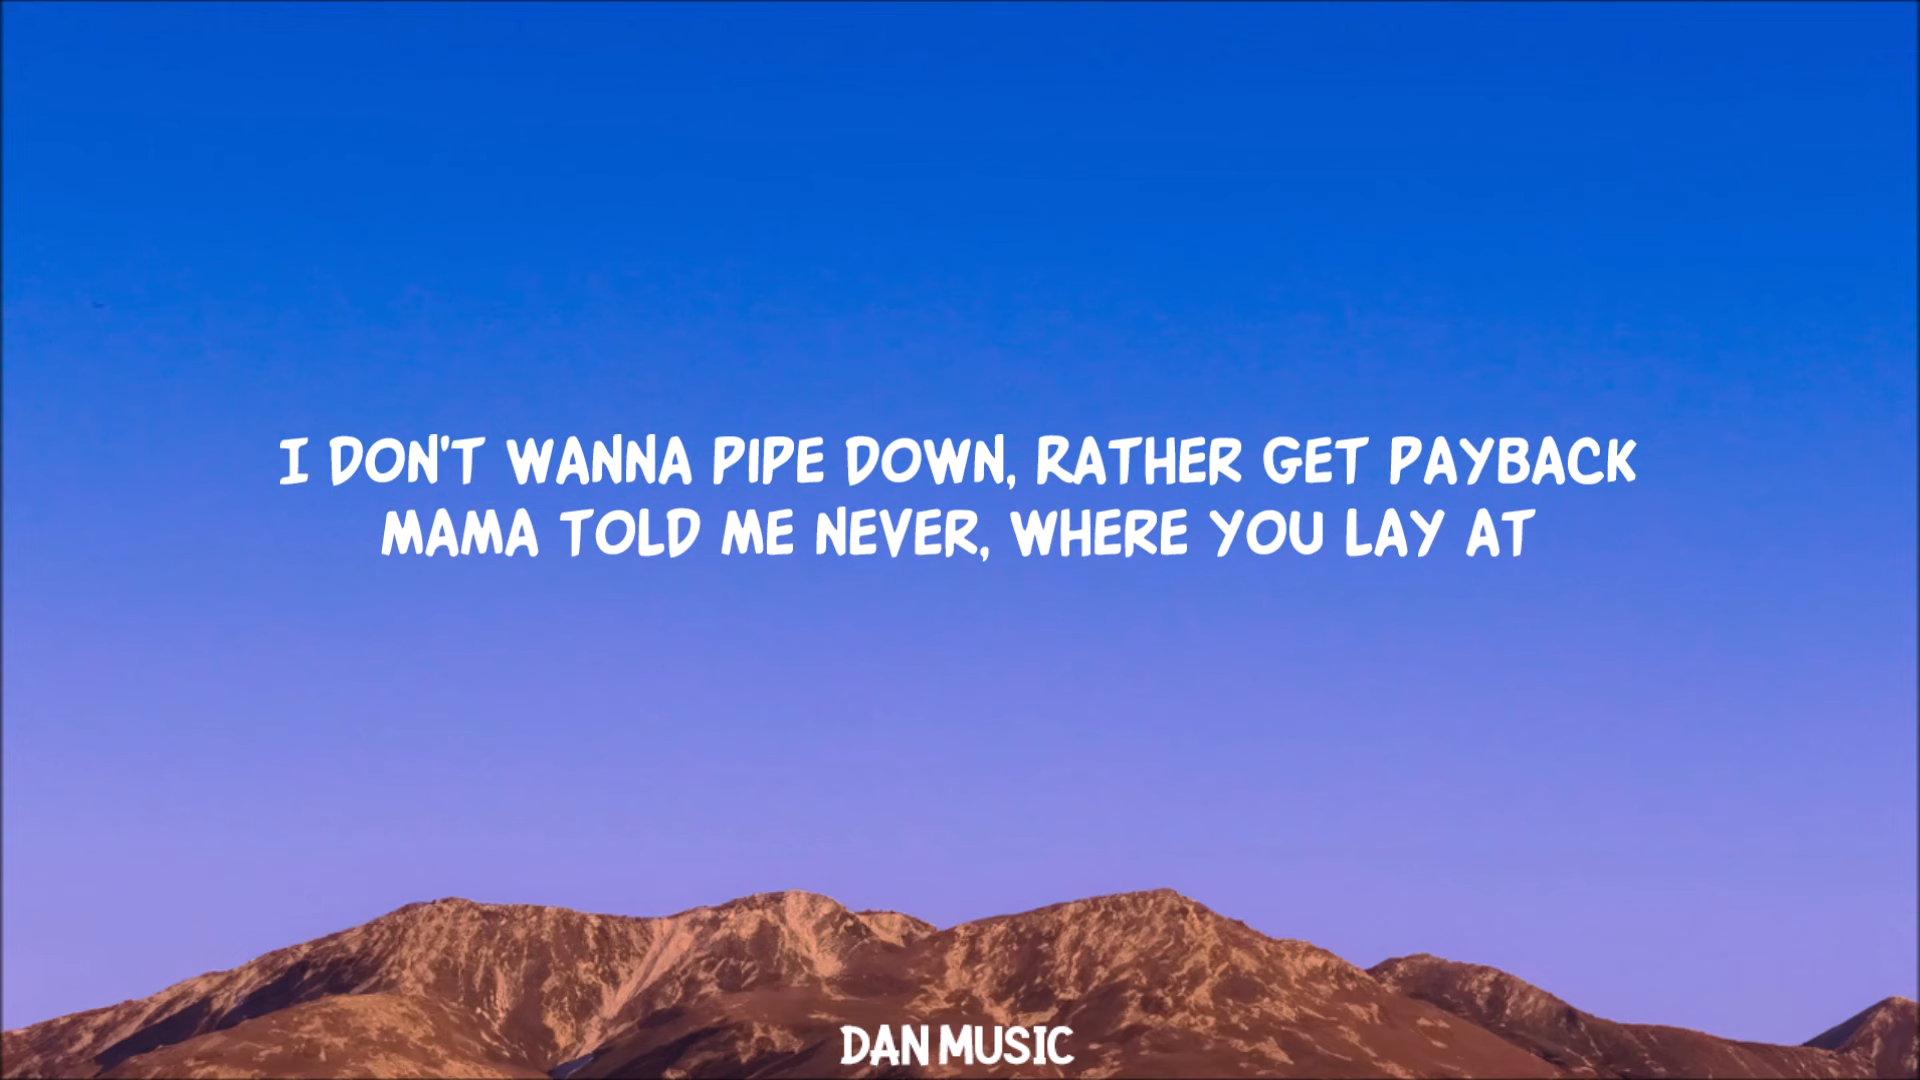 I DON'T WANNA PIPE DOWN, RATHER GET PAYBACK
MAMA TOLD ME NEVER, WHERE YOU LAY AT
DAN MUSIC